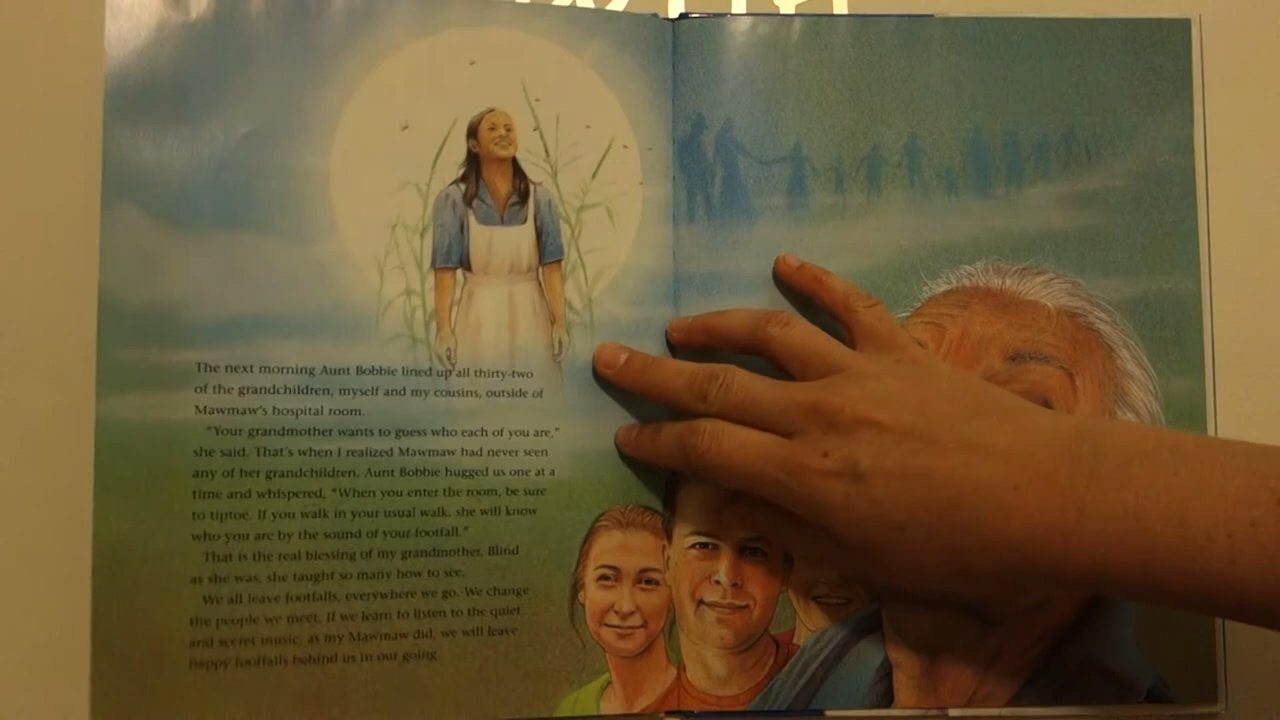 The next morning Aunt Bobbie lined up all thirty-two
of the grandchildren, myself and my cousins, outside of
Mawmaw's hospital room.
"Your grandmother wants to guess who each of you are,"
she said. That's when I realized Mawmaw had never seen
any of her grandchildren. Aunt Bobbie hugged us one at a
time and whispered, "When you enter the room, be sure
to tiptoe. If you walk in your usual walk, she will know
who you are by the sound of your footfall."
That is the real blessing of my grandmother. Blind
as she was, she taught so many how to see.
We all leave footfalls, everywhere we go. We change
the people we meet. If we learn to listen to the quiet
and secret music, as my Mawmaw did, we will leave
happy footfalls behind us in our going.